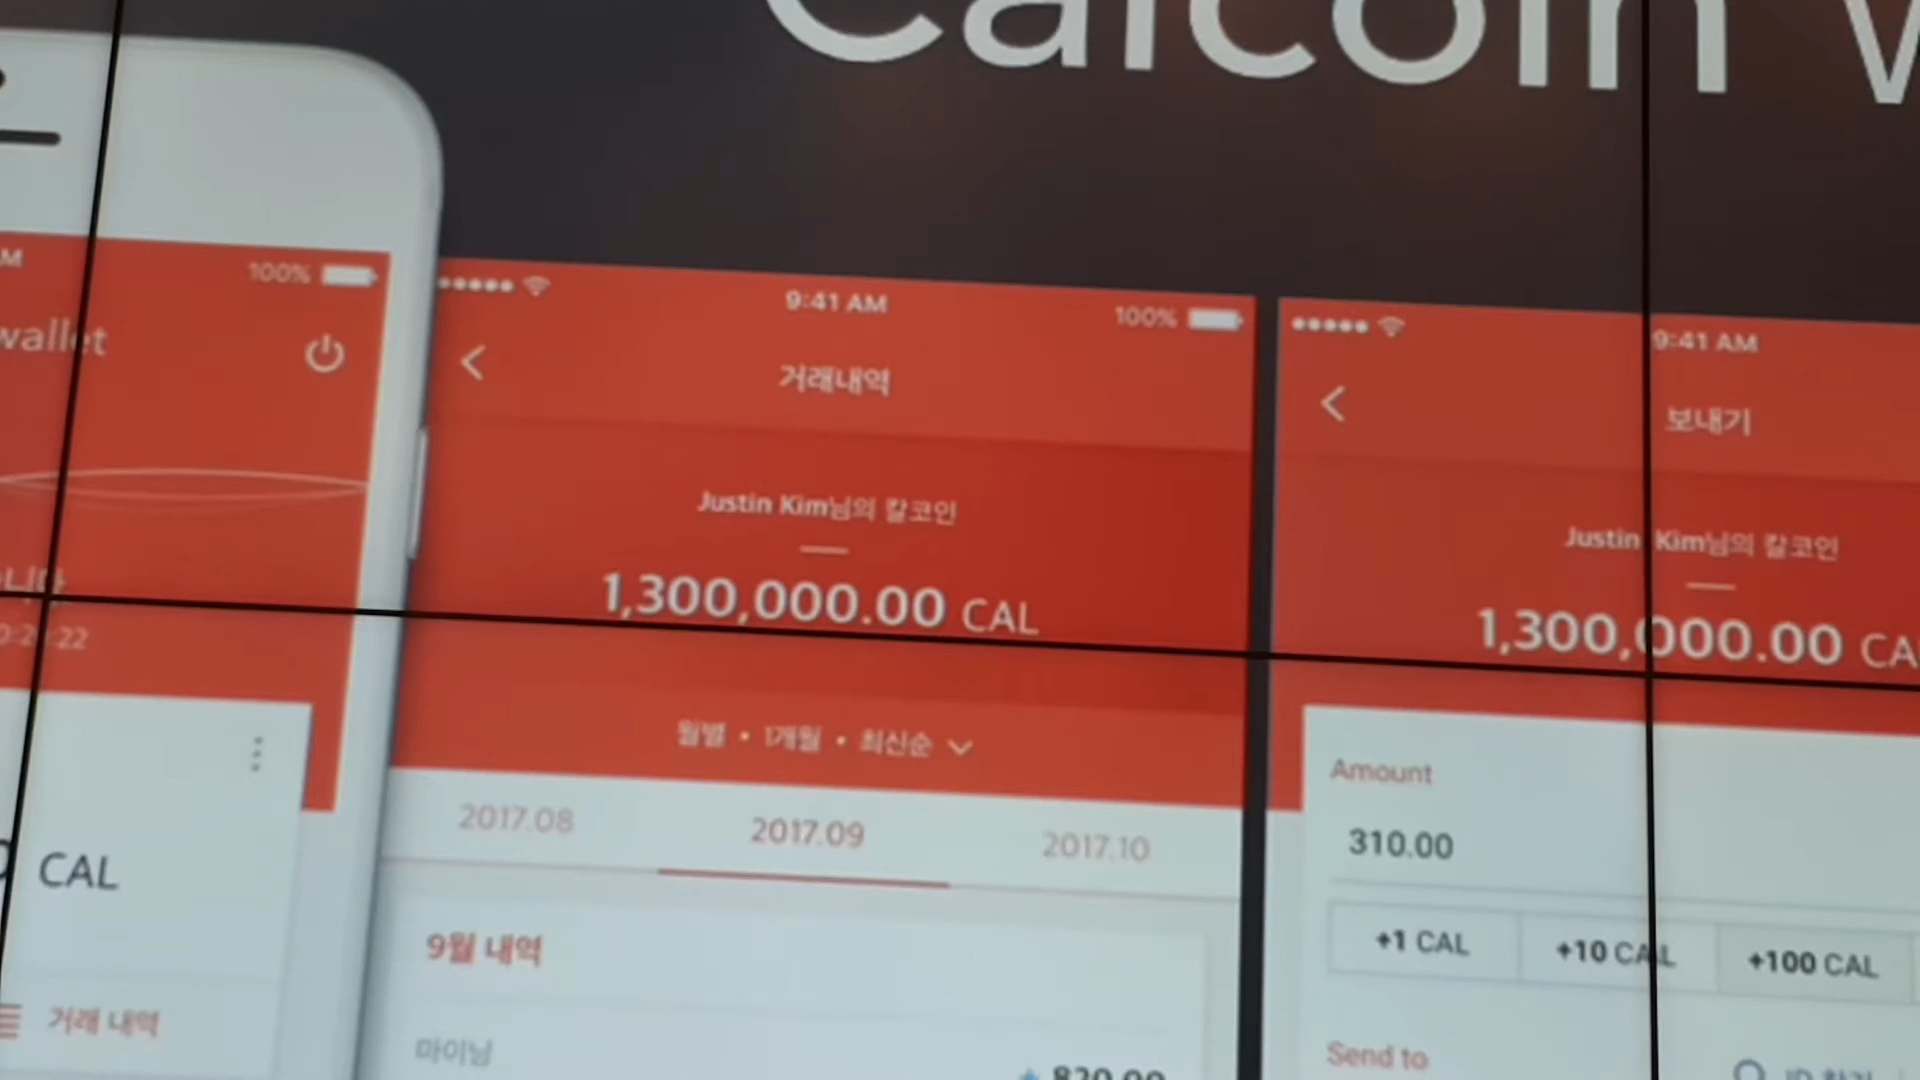 Calcoin
100%
wallet
CAL
거래 내역
9:41 AM
100%
거래내역
Justin Kim님의 칼코인
1,300,000.00 CAL
월별 • 1개월 • 최신순
2017.08
2017.09
2017.10
9월 내역
마이닝
820.00
9:41 AM
보내기
Justin Kim님의 칼코인
1,300,000.00 CA
Amount
310.00
+1 CAL
+10 CAL
+100 CAL
Send to